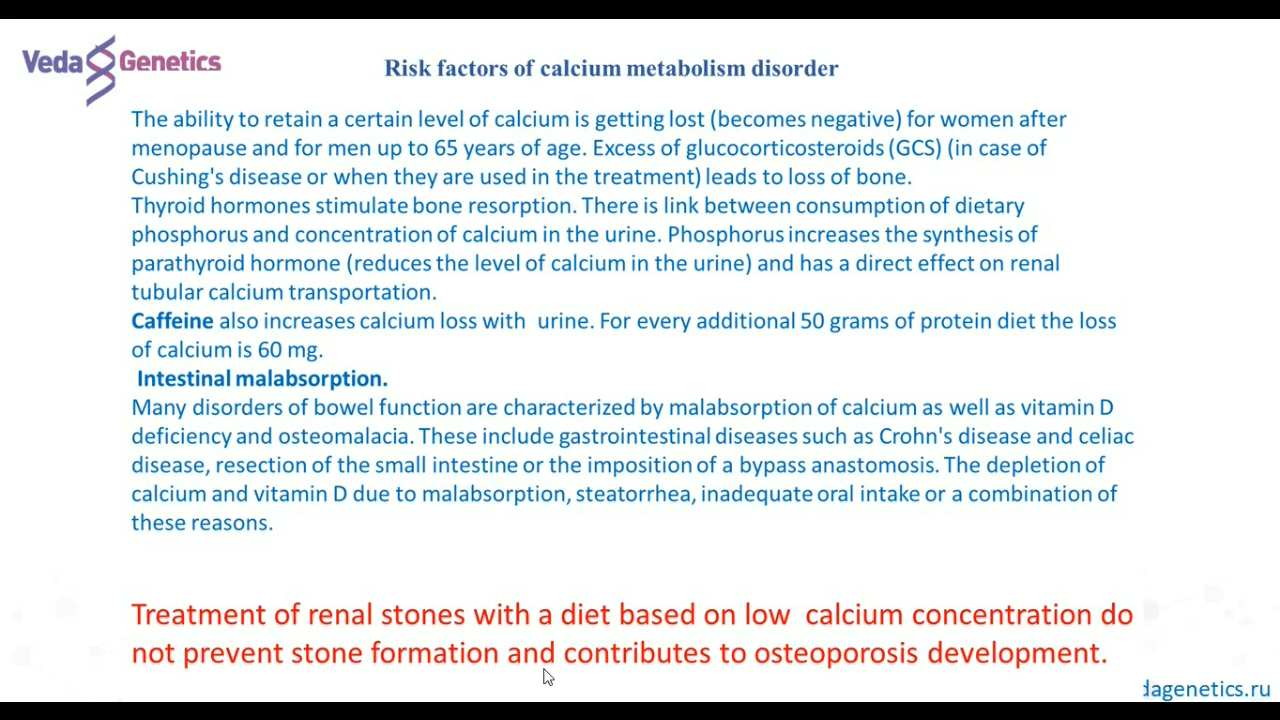 Veda Genetics
Risk factors of calcium metabolism disorder
The ability to retain a certain level of calcium is getting lost (becomes negative) for women after
menopause and for men up to 65 years of age. Excess of glucocorticosteroids (GCS) (in case of
Cushing's disease or when they are used in the treatment) leads to loss of bone.
Thyroid hormones stimulate bone resorption. There is link between consumption of dietary
phosphorus and concentration of calcium in the urine. Phosphorus increases the synthesis of
parathyroid hormone (reduces the level of calcium in the urine) and has a direct effect on renal
tubular calcium transportation.
Caffeine also increases calcium loss with urine. For every additional 50 grams of protein diet the loss
of calcium is 60 mg.
Intestinal malabsorption.
Many disorders of bowel function are characterized by malabsorption of calcium as well as vitamin D
deficiency and osteomalacia. These include gastrointestinal diseases such as Crohn's disease and celiac
disease, resection of the small intestine or the imposition of a bypass anastomosis. The depletion of
calcium and vitamin D due to malabsorption, steatorrhea, inadequate oral intake or a combination of
these reasons.
Treatment of renal stones with a diet based on low calcium concentration do
not prevent stone formation and contributes to osteoporosis development.
dagenetics.ru